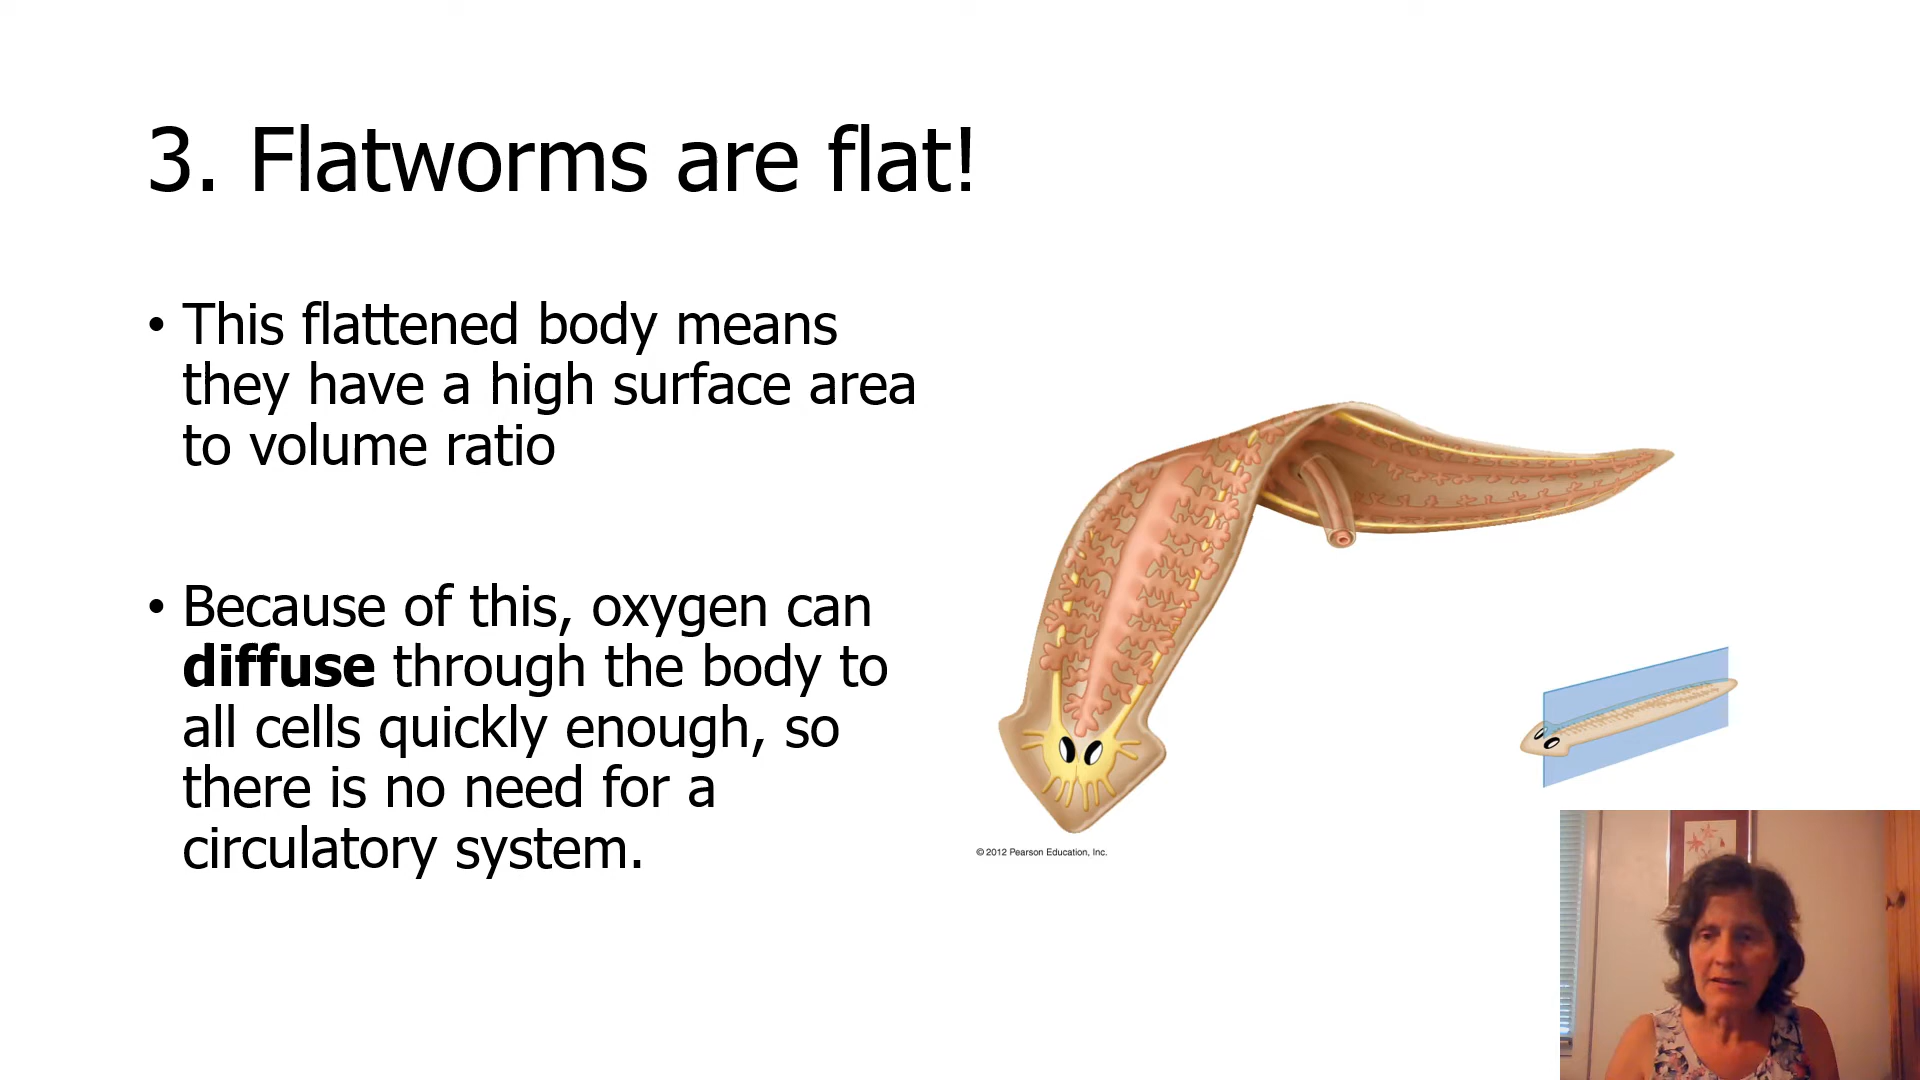 3. Flatworms are flat!
• This flattened body means
they have a high surface area
to volume ratio
• Because of this, oxygen can
diffuse through the body to
all cells quickly enough, so
there is no need for a
circulatory system.
© 2012 Pearson Education, Inc.